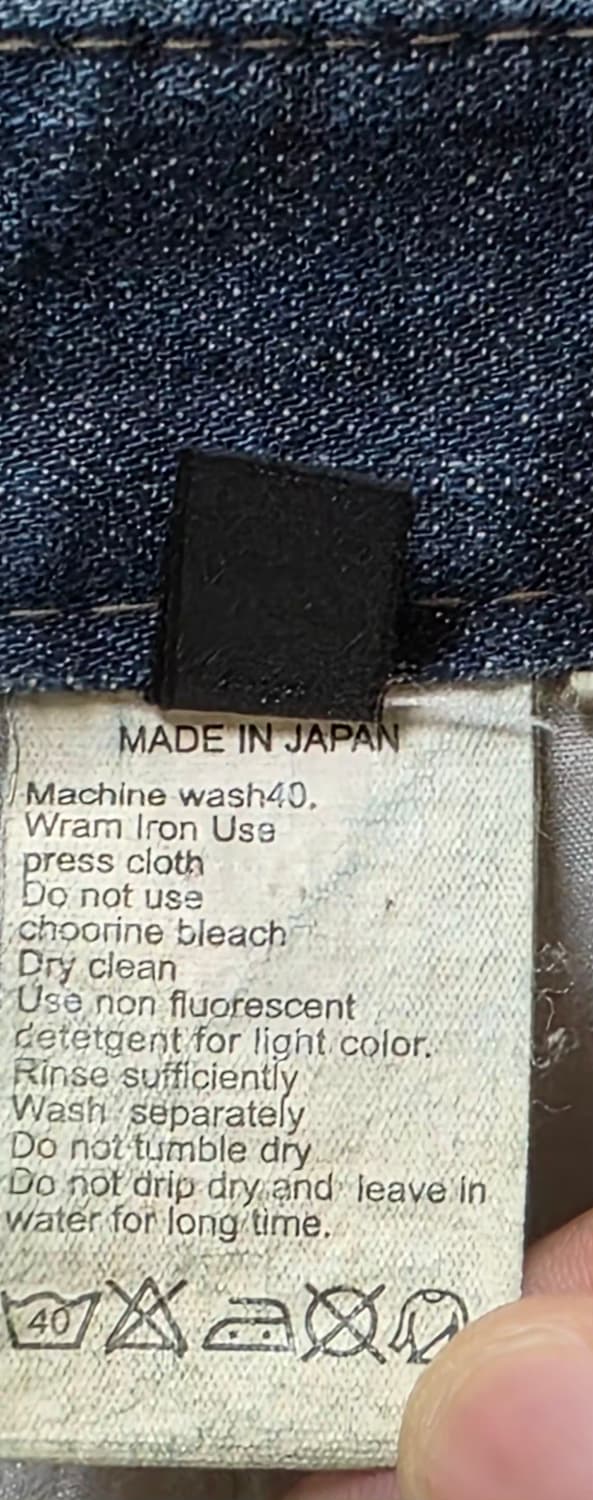 MADE IN JAPAN
Machine wash40.
Wram Iron Use
press cloth
Do not use
choorine bleach
Dry clean
Use non fluorescent
detetgent for light color.
Rinse sufficiently
Wash separately
Do not tumble dry
Do not drip dry and leave in
water for long time.
40